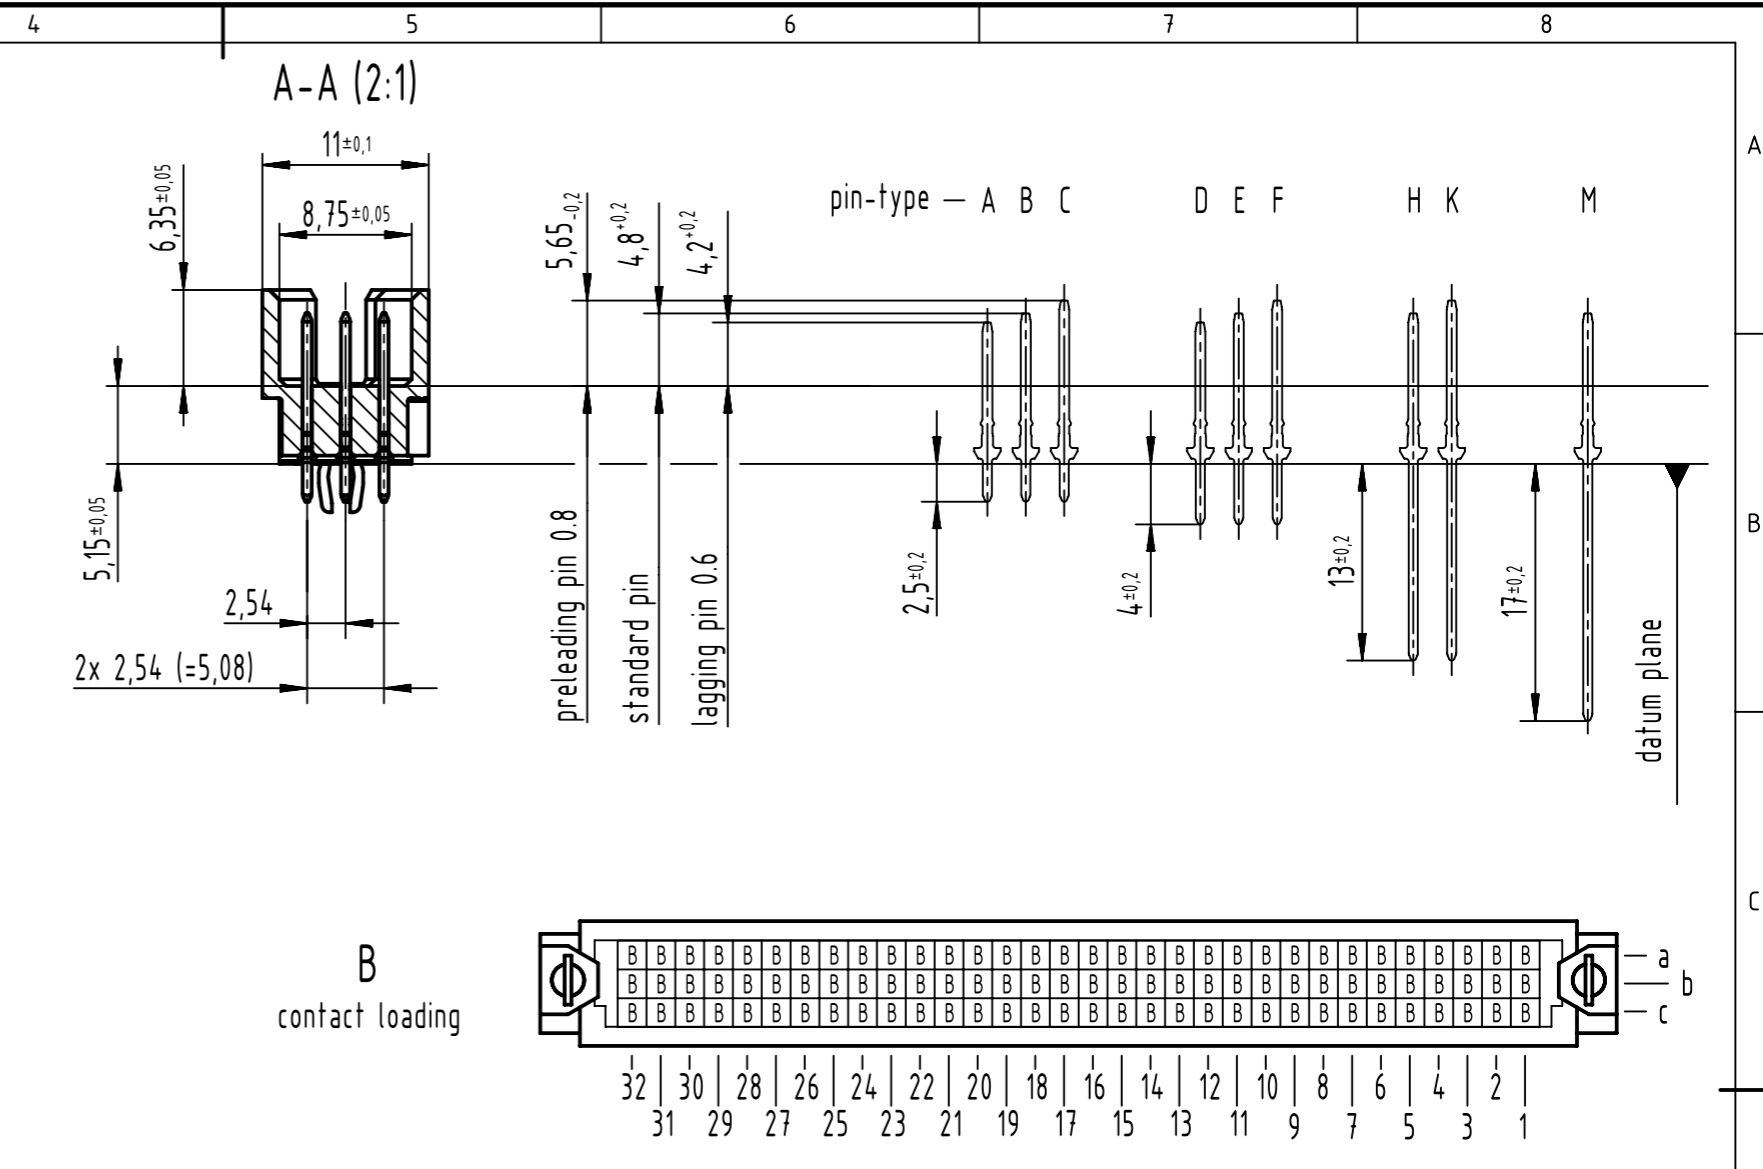 4 5 6 7 8
A-A (2:1)
11±0,1
8,75±0,05
6,35±0,05
5,15±0,05
2,54
2x 2,54 (=5,08)
5,65-0,2
4,8+0,2
4,2+0,2
preleading pin 0.8
standard pin
lagging pin 0.6
pin-type — A B C D E F H K M
2,5±0,2
4±0,2
13±0,2
17±0,2
datum plane
A
B
C
B
contact loading
B B B B B B B B B B B B B B B B B B B B B B B B B B B B B B B B a
B B B B B B B B B B B B B B B B B B B B B B B B B B B B B B B B b
B B B B B B B B B B B B B B B B B B B B B B B B B B B B B B B B c
32 30 28 26 24 22 20 18 16 14 12 10 8 6 4 2
31 29 27 25 23 21 19 17 15 13 11 9 7 5 3 1